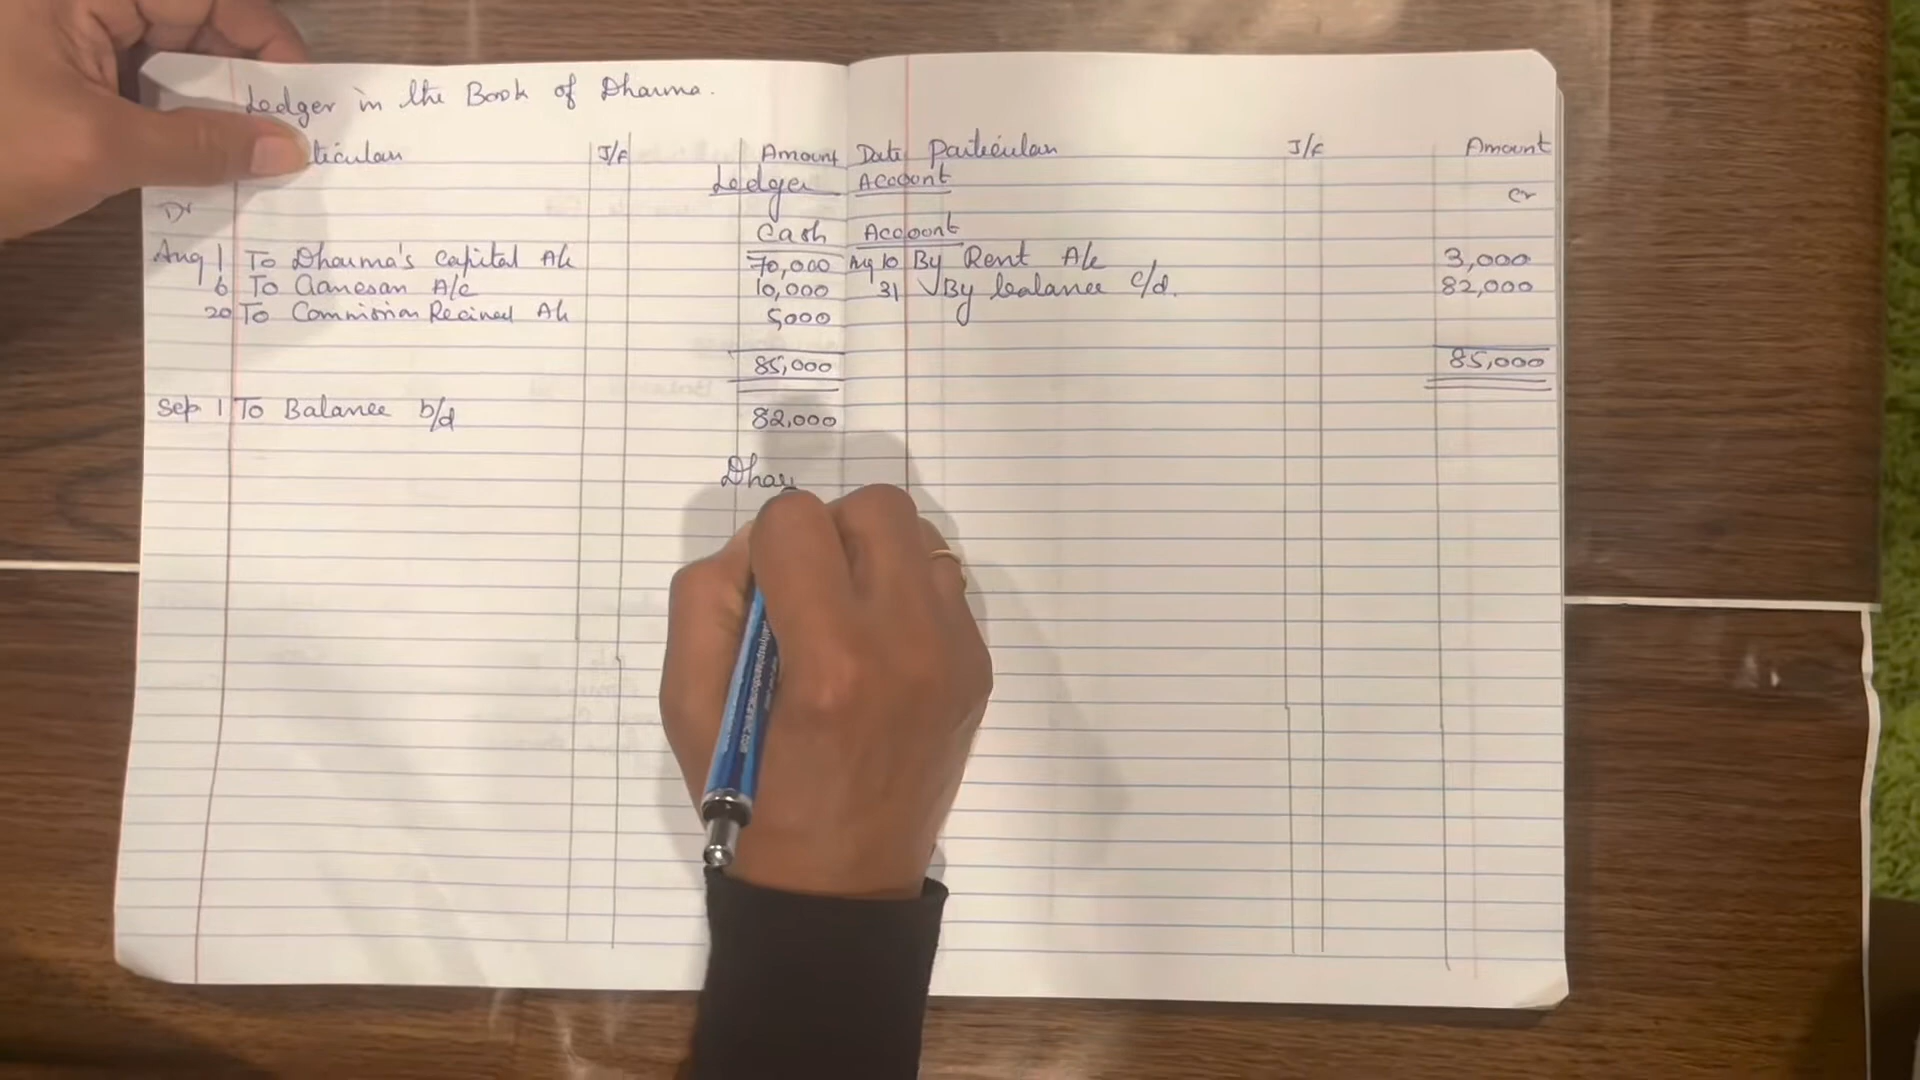 Ledger in the Book of Dharma.
J/F Amount Date Particulars J/F Amount
Ledger Account
Dr Cr
Cash Account
Aug 1 To Dharma's Capital A/c 70,000 Aug 10 By Rent A/c 3,000
6 To Ganesan A/c 10,000 31 By balance c/d. 82,000
20 To Commission Recived A/c 5000
85,000 85,000
Sep 1 To Balance b/d 82,000
Dhar